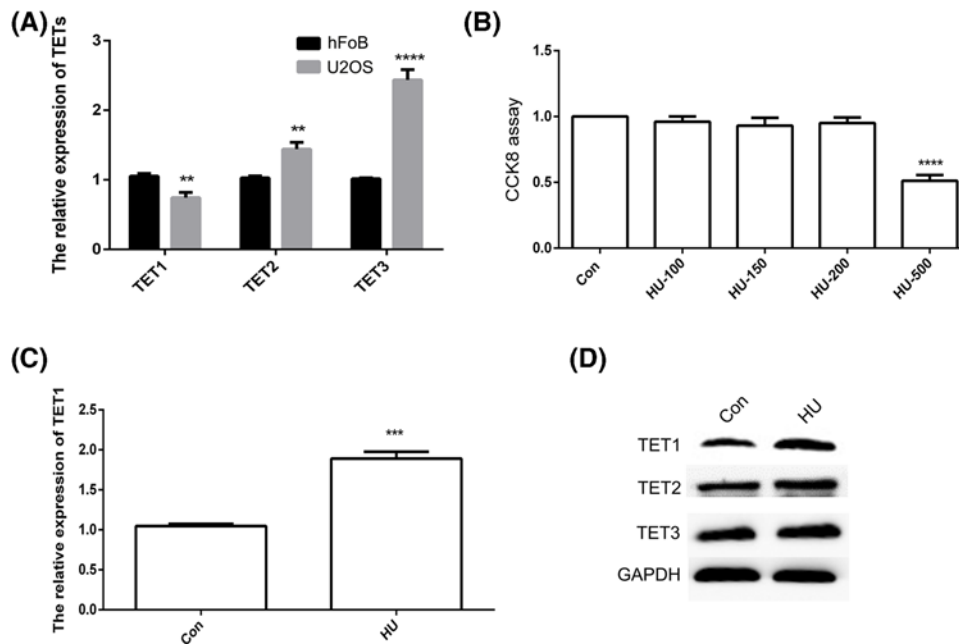 (A)
The relative expression of TETs
3
2
1
0
hFoB
U2OS
**
**
****
TET1
TET2
TET3
(B)
CCK8 assay
1.5
1.0
0.5
0.0
****
Con
HU-100
HU-150
HU-200
HU-500
(C)
The relative expression of TET1
2.5
2.0
1.5
1.0
0.5
0.0
***
Con
HU
(D)
Con HU
TET1
TET2
TET3
GAPDH